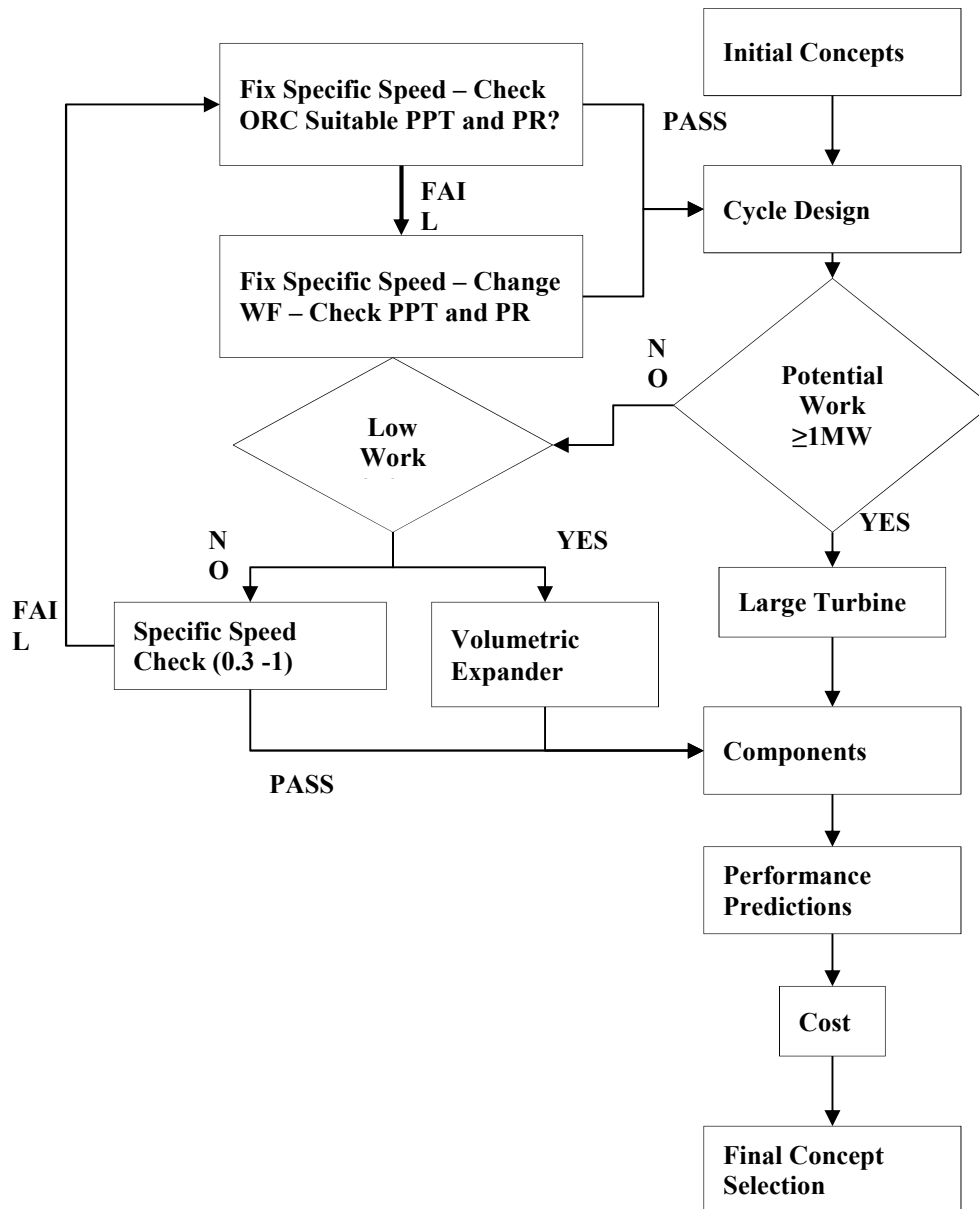 Initial Concepts
Fix Specific Speed – Check
ORC Suitable PPT and PR?
PASS
FAI
L
Cycle Design
Fix Specific Speed – Change
WF – Check PPT and PR
N
O
Potential
Work
≥1MW
Low
Work
YES
N
O
YES
Large Turbine
FAI
L
Specific Speed
Check (0.3 -1)
Volumetric
Expander
Components
PASS
Performance
Predictions
Cost
Final Concept
Selection